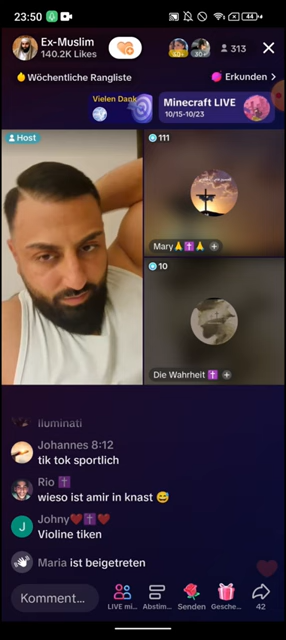 23:50
44
Ex-Muslim
140.2K Likes
40+
30+
313
Wöchentliche Rangliste
Erkunden >
Vielen Dank
Minecraft LIVE
10/15-10/23
Host
111
Mary
10
Die Wahrheit
Iluminati
Johannes 8:12
tik tok sportlich
Rio
wieso ist amir in knast
J
Johny
Violine tiken
Maria ist beigetreten
Komment...
LIVE mi...
Abstim...
Senden
Gesche...
42